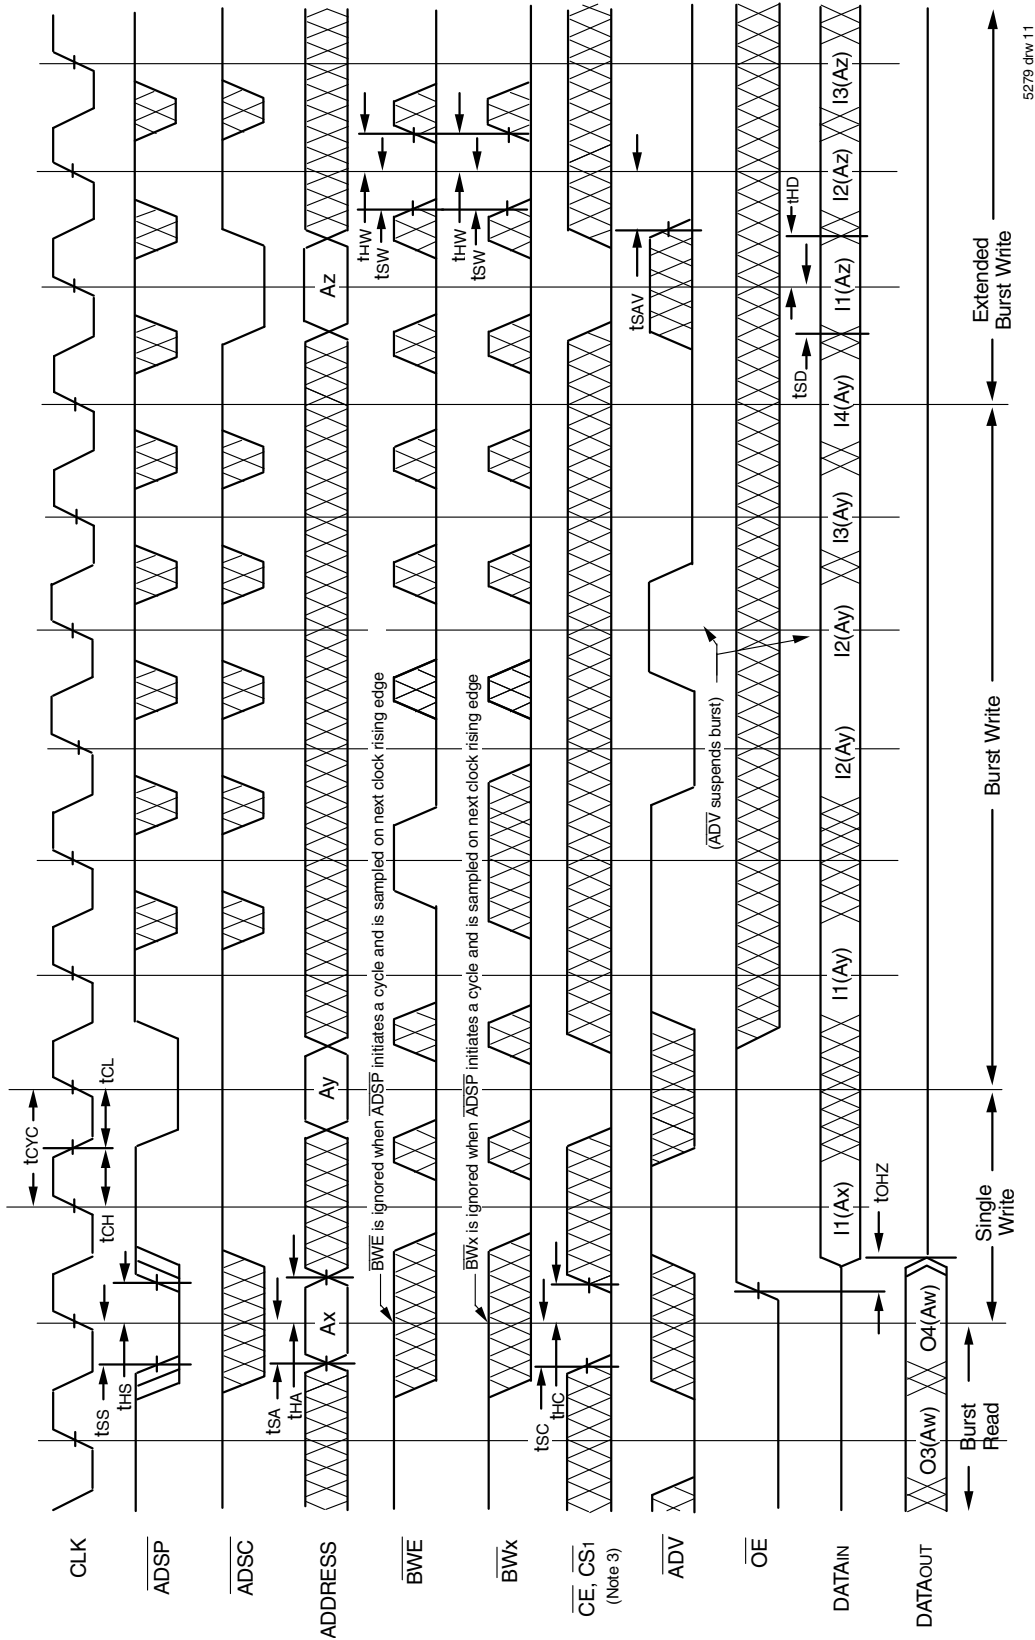 CLK
tCYC
tCH
tCL
tSS
tHS
ADSP
ADSC
tSA
tHA
ADDRESS
Ax
Ay
Az
BWE is ignored when ADSP initiates a cycle and is sampled on next clock rising edge
tHW
tSW
BWE
BWx is ignored when ADSP initiates a cycle and is sampled on next clock rising edge
tHW
tSW
BWx
tSC
tHC
CE, CS1
(Note 3)
tSAV
ADV
(ADV suspends burst)
OE
tSD
tHD
DATAIN
I1(Ax)
I1(Ay)
I2(Ay)
I2(Ay)
I3(Ay)
I4(Ay)
I1(Az)
I2(Az)
I3(Az)
tOHZ
DATAOUT
O3(Aw)
O4(Aw)
Burst
Read
Single
Write
Burst Write
Extended
Burst Write
5279 drw 11